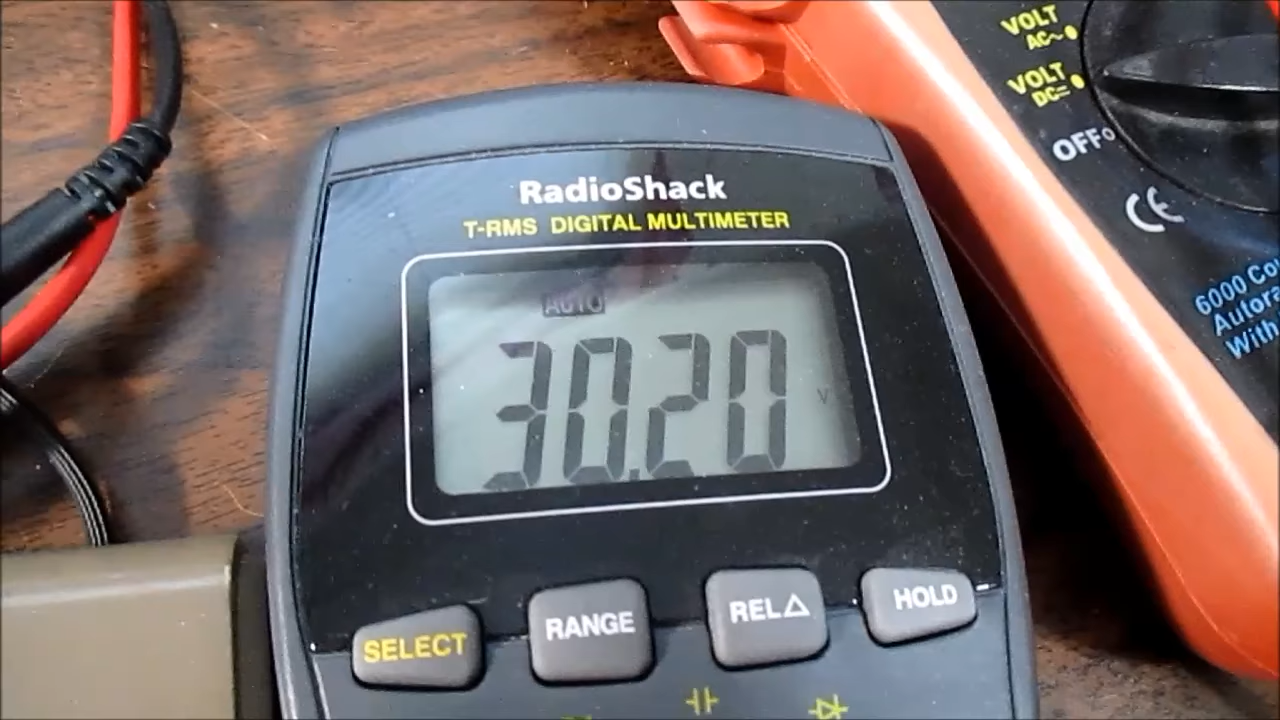 RadioShack
T-RMS DIGITAL MULTIMETER
AUTO
30.20 V
SELECT
RANGE
REL△
HOLD
VOLT
AC~
VOLT
DC=
OFF
CE
6000 Cou
Autora
With